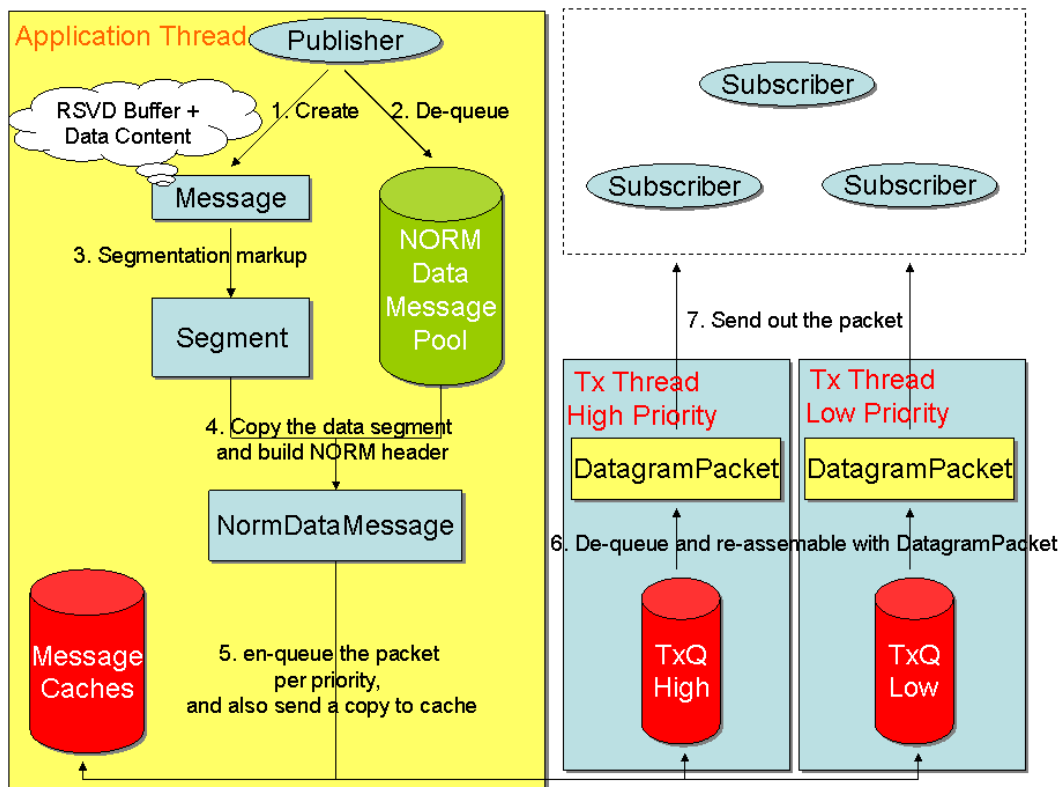 Application Thread
Publisher
RSVD Buffer +
Data Content
1. Create
2. De-queue
Message
NORM
Data
Message
Pool
3. Segmentation markup
Segment
4. Copy the data segment
and build NORM header
NormDataMessage
Message
Caches
5. en-queue the packet
per priority,
and also send a copy to cache
Subscriber
Subscriber
Subscriber
7. Send out the packet
Tx Thread
High Priority
Tx Thread
Low Priority
DatagramPacket
DatagramPacket
6. De-queue and re-assemable with DatagramPacket
TxQ
High
TxQ
Low